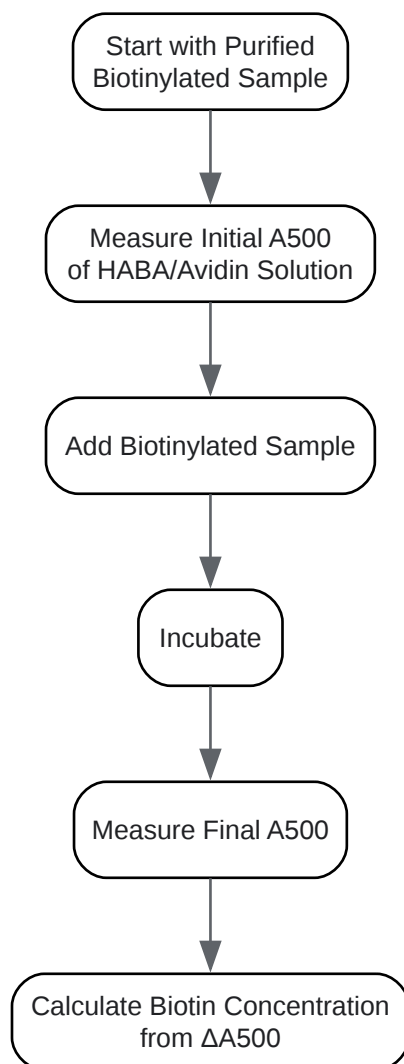 Start with Purified
Biotinylated Sample
Measure Initial A500
of HABA/Avidin Solution
Add Biotinylated Sample
Incubate
Measure Final A500
Calculate Biotin Concentration
from ΔA500